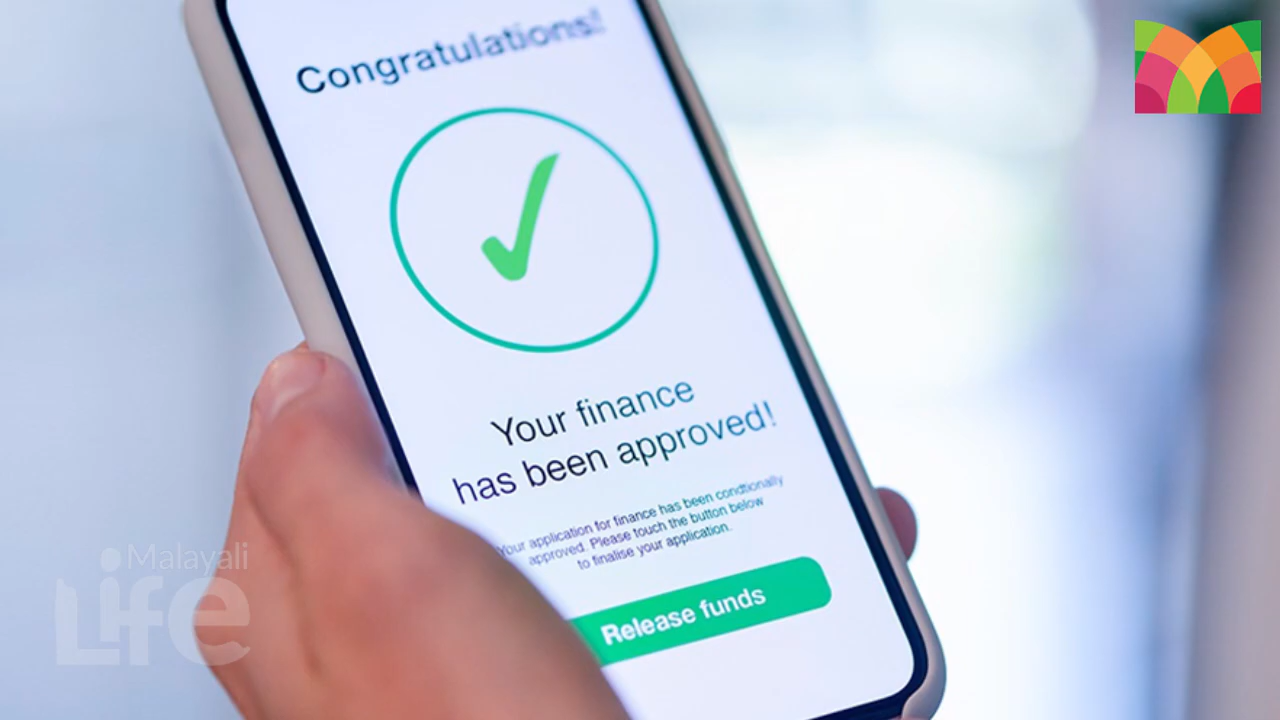 Congratulations!
Your finance
has been approved!
Your application for finance has been condtionally
approved. Please touch the button below
to finalise your application.
Release funds
Malayali
Life